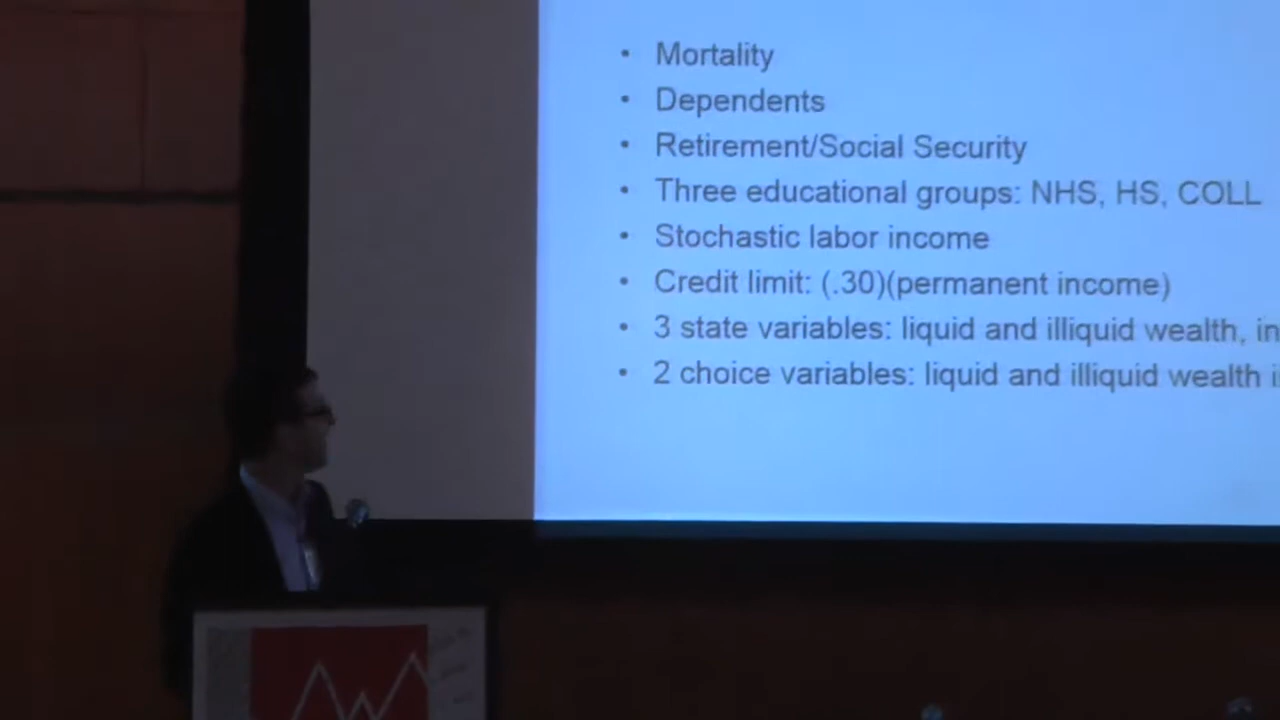 • Mortality
• Dependents
• Retirement/Social Security
• Three educational groups: NHS, HS, COLL
• Stochastic labor income
• Credit limit: (.30)(permanent income)
• 3 state variables: liquid and illiquid wealth, in
• 2 choice variables: liquid and illiquid wealth i